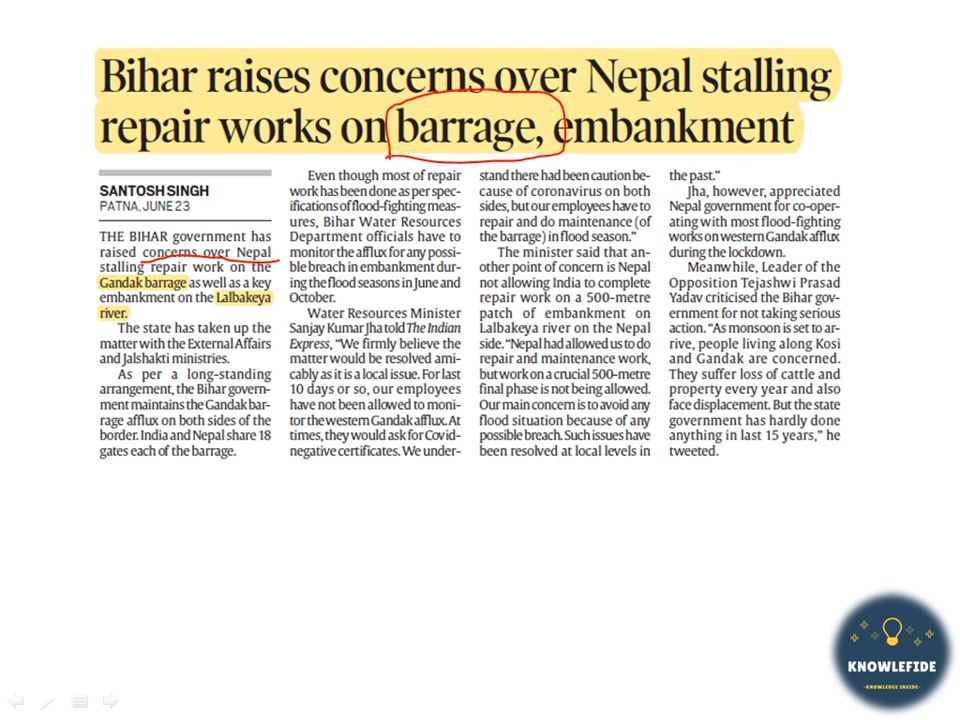 Bihar raises concerns over Nepal stalling
repair works on barrage, embankment
SANTOSH SINGH
PATNA, JUNE 23
THE BIHAR government has
raised concerns over Nepal
stalling repair work on the
Gandak barrage as well as a key
embankment on the Lalbakeya
river.
The state has taken up the
matter with the External Affairs
and Jalshakti ministries.
As per a long-standing
arrangement, the Bihar govern-
ment maintains the Gandak bar-
rage afflux on both sides of the
border. India and Nepal share 18
gates each of the barrage.
Even though most of repair
work has been done as per spec-
ifications of flood-fighting meas-
ures, Bihar Water Resources
Department officials have to
monitor the afflux for any possi-
ble breach in embankment dur-
ing the flood seasons in June and
October.
Water Resources Minister
Sanjay Kumar Jha told The Indian
Express, “We firmly believe the
matter would be resolved ami-
cably as it is a local issue. For last
10 days or so, our employees
have not been allowed to moni-
tor the western Gandak afflux. At
times, they would ask for Covid-
negative certificates. We under-
stand there had been caution be-
cause of coronavirus on both
sides, but our employees have to
repair and do maintenance (of
the barrage) in flood season.”
The minister said that an-
other point of concern is Nepal
not allowing India to complete
repair work on a 500-metre
patch of embankment on
Lalbakeya river on the Nepal
side. “Nepal had allowed us to do
repair and maintenance work,
but work on a crucial 500-metre
final phase is not being allowed.
Our main concern is to avoid any
flood situation because of any
possible breach. Such issues have
been resolved at local levels in
the past.”
Jha, however, appreciated
Nepal government for co-oper-
ating with most flood-fighting
works on western Gandak afflux
during the lockdown.
Meanwhile, Leader of the
Opposition Tejashwi Prasad
Yadav criticised the Bihar gov-
ernment for not taking serious
action. “As monsoon is set to ar-
rive, people living along Kosi
and Gandak are concerned.
They suffer loss of cattle and
property every year and also
face displacement. But the state
government has hardly done
anything in last 15 years,” he
tweeted.
KNOWLEFIDE
-KNOWLEDGE INSIDE-